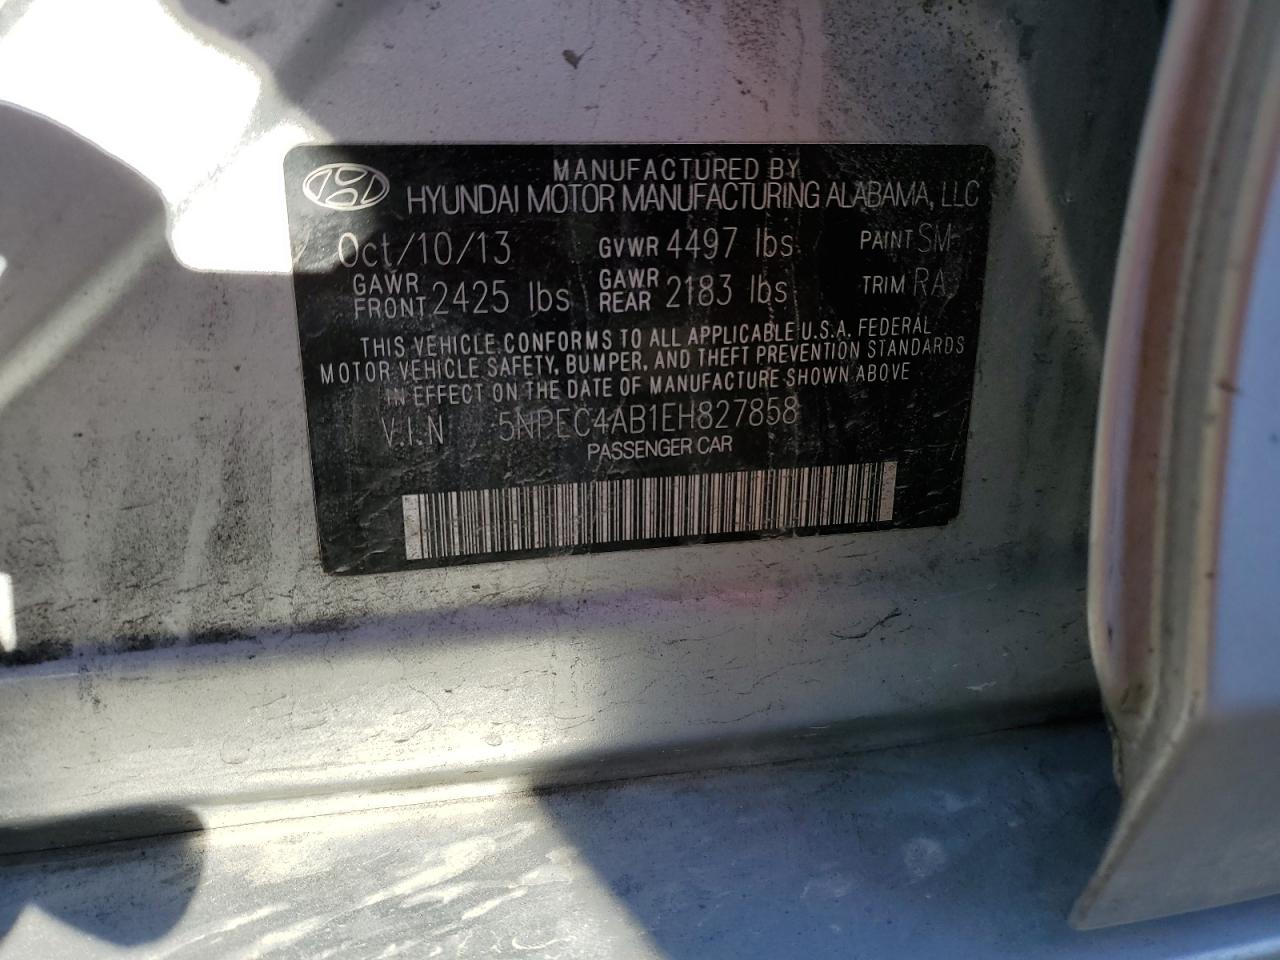 MANUFACTURED BY
HYUNDAI MOTOR MANUFACTURING ALABAMA, LLC
Oct/10/13 GVWR 4497 lbs PAINT SM
GAWR FRONT 2425 lbs GAWR REAR 2183 lbs TRIM RA
THIS VEHICLE CONFORMS TO ALL APPLICABLE U.S.A. FEDERAL
MOTOR VEHICLE SAFETY, BUMPER, AND THEFT PREVENTION STANDARDS
IN EFFECT ON THE DATE OF MANUFACTURE SHOWN ABOVE
V.I.N 5NPEC4AB1EH827858
PASSENGER CAR